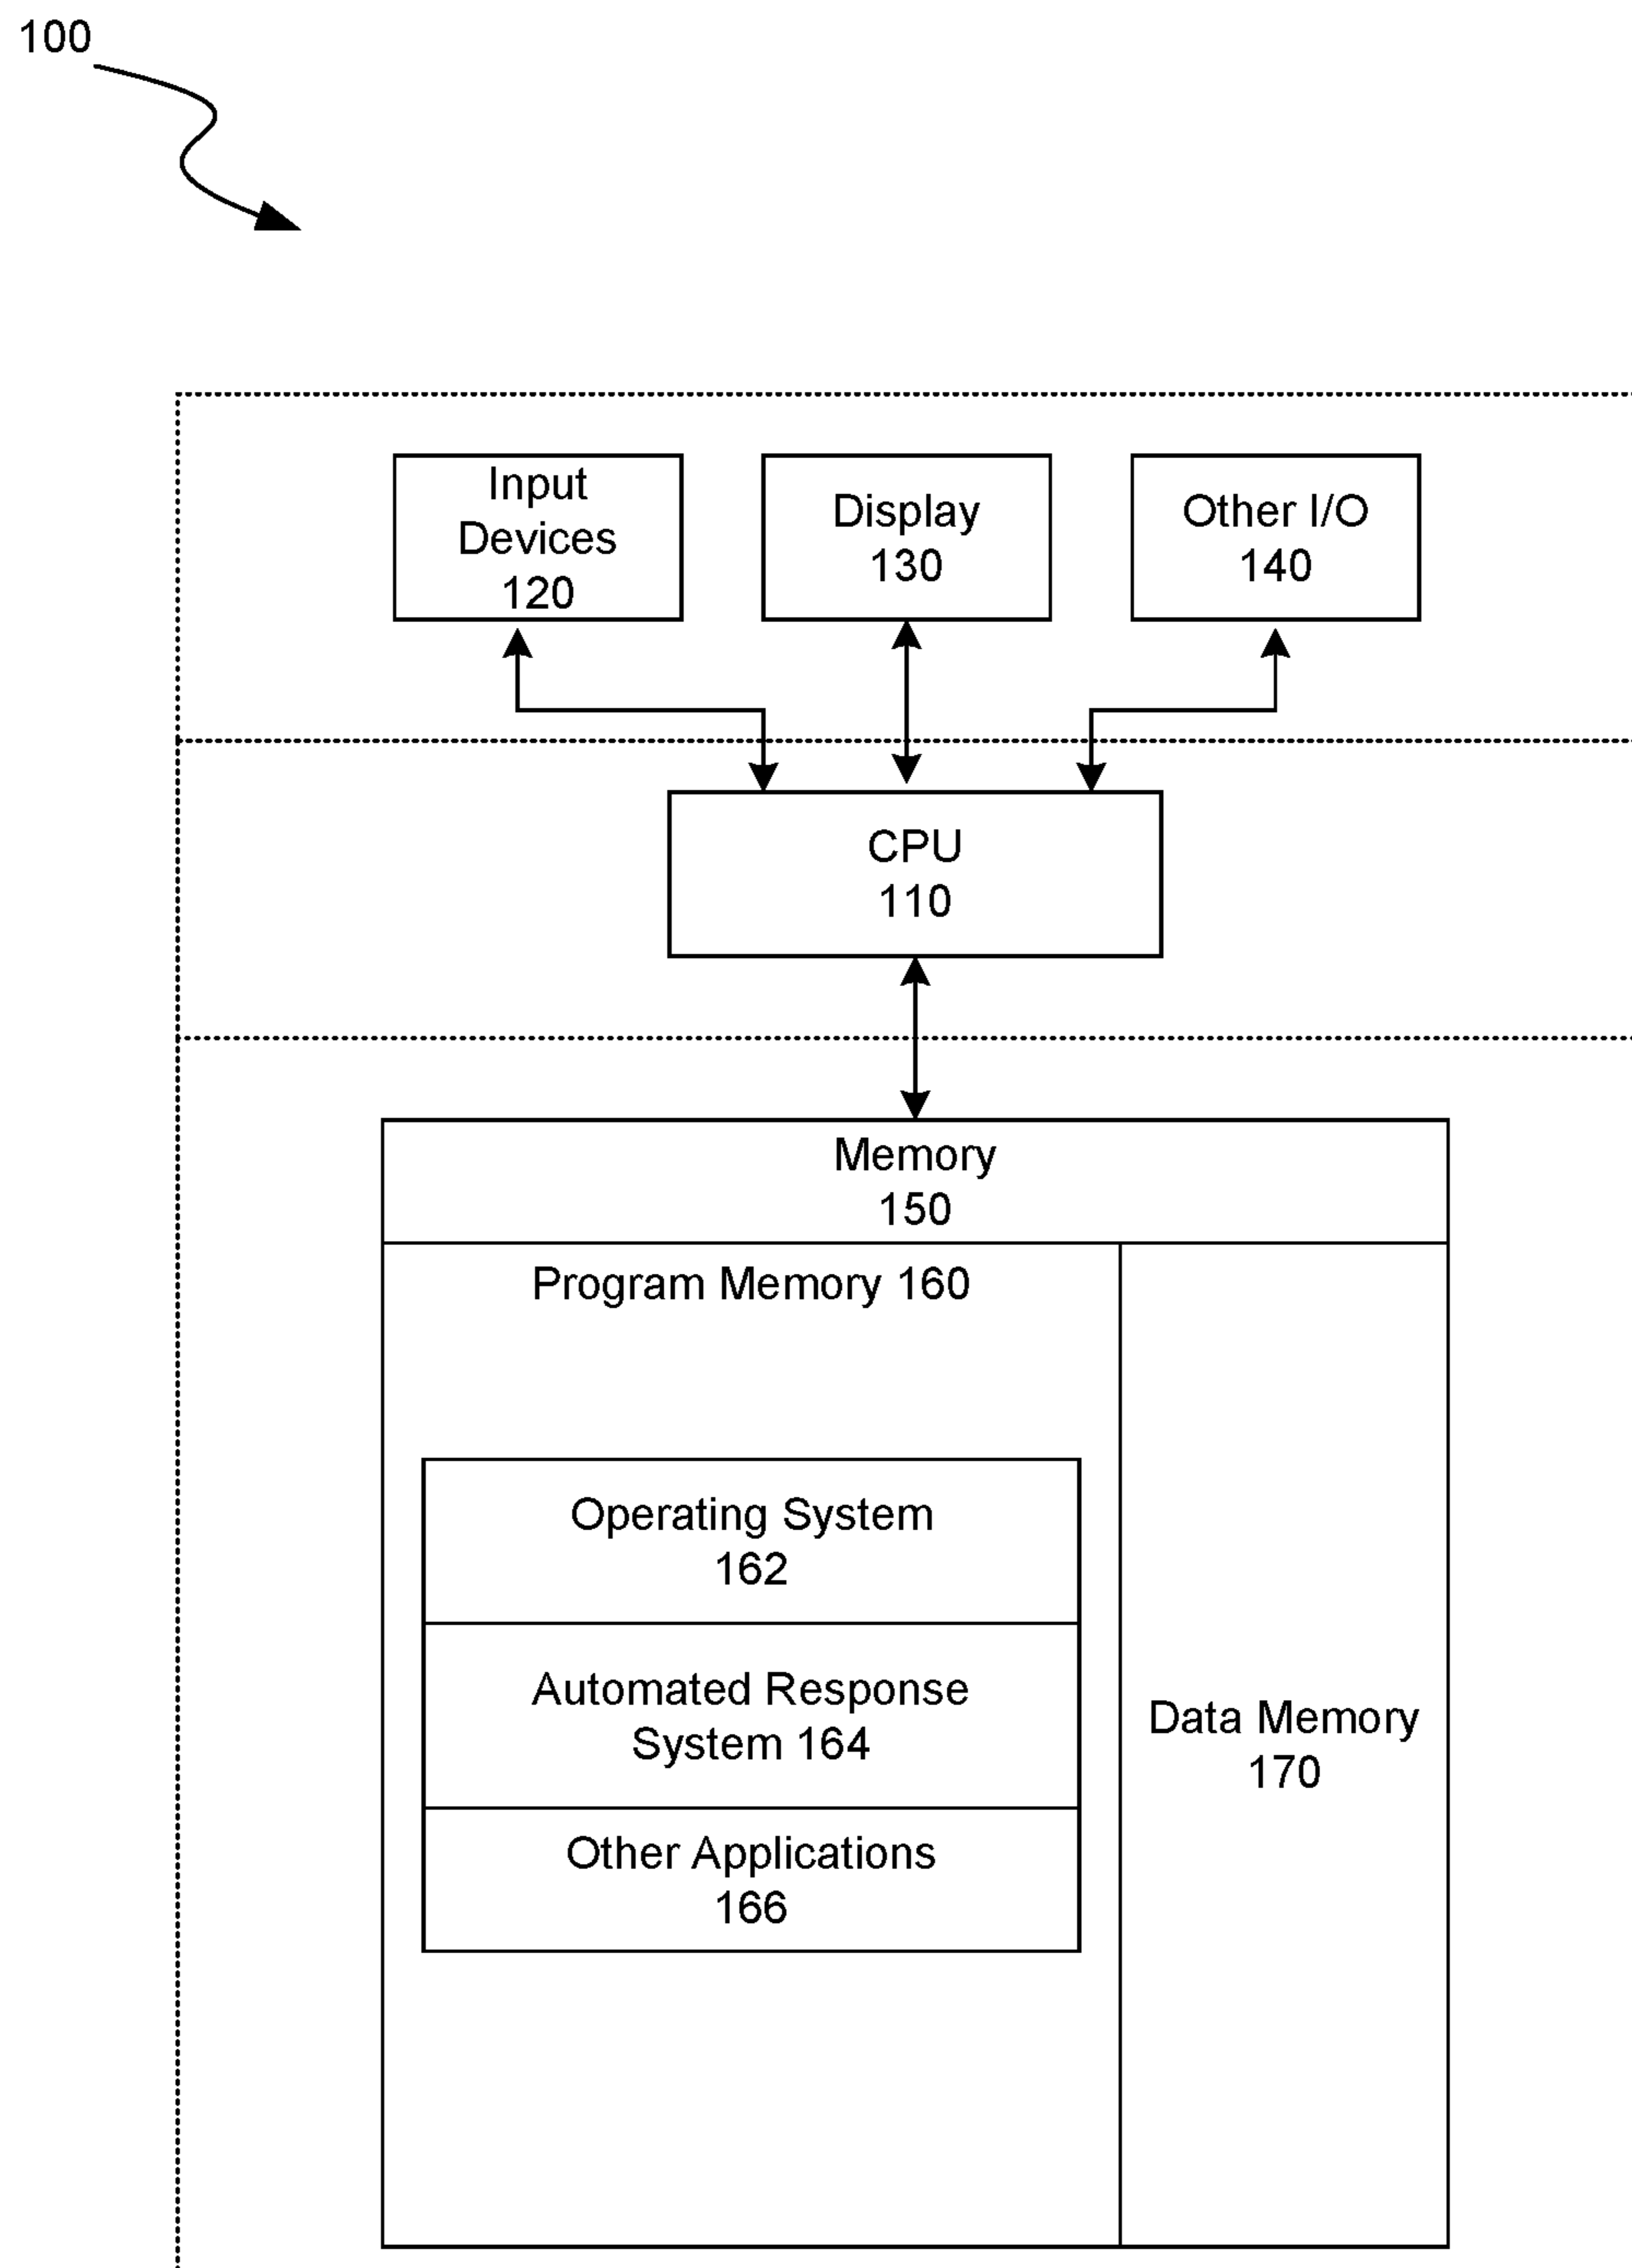 100
Input
Devices
120
Display
130
Other I/O
140
CPU
110
Memory
150
Program Memory 160
Operating System
162
Automated Response
System 164
Other Applications
166
Data Memory
170